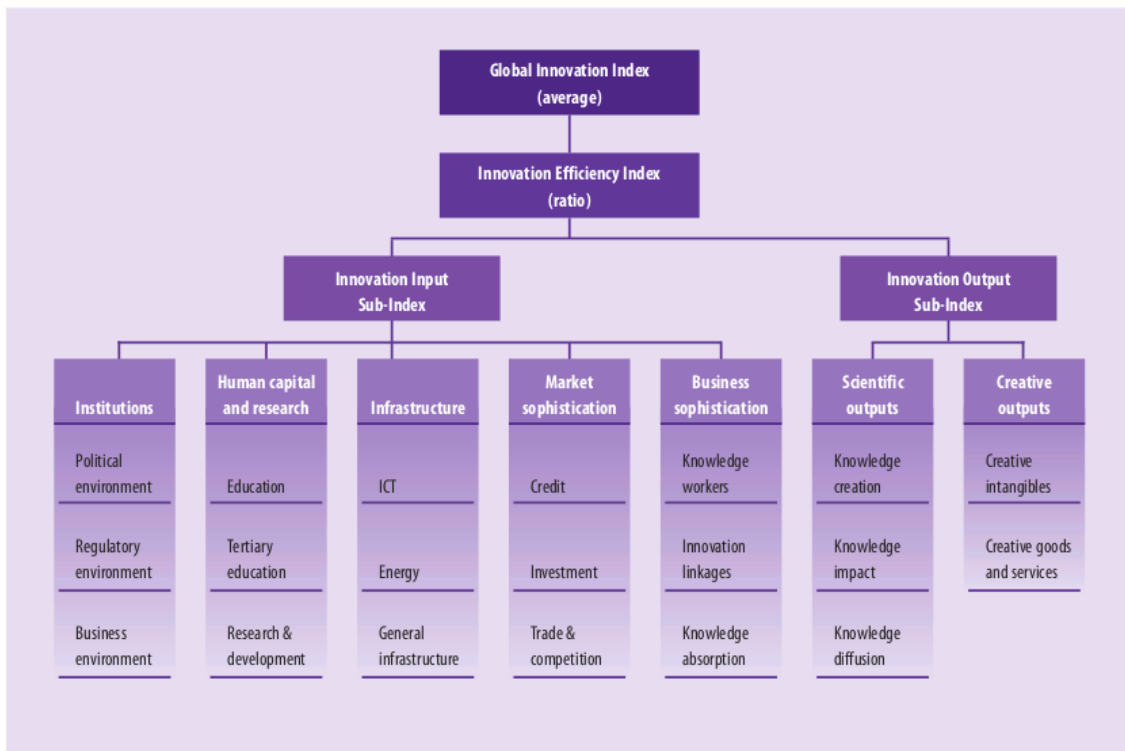 Global Innovation Index
(average)
Innovation Efficiency Index
(ratio)
Innovation Input
Sub-Index
Innovation Output
Sub-Index
Institutions
Human capital
and research
Infrastructure
Market
sophistication
Business
sophistication
Scientific
outputs
Creative
outputs
Political
environment
Education
ICT
Credit
Knowledge
workers
Knowledge
creation
Creative
intangibles
Regulatory
environment
Tertiary
education
Energy
Investment
Innovation
linkages
Knowledge
impact
Creative goods
and services
Business
environment
Research &
development
General
infrastructure
Trade &
competition
Knowledge
absorption
Knowledge
diffusion